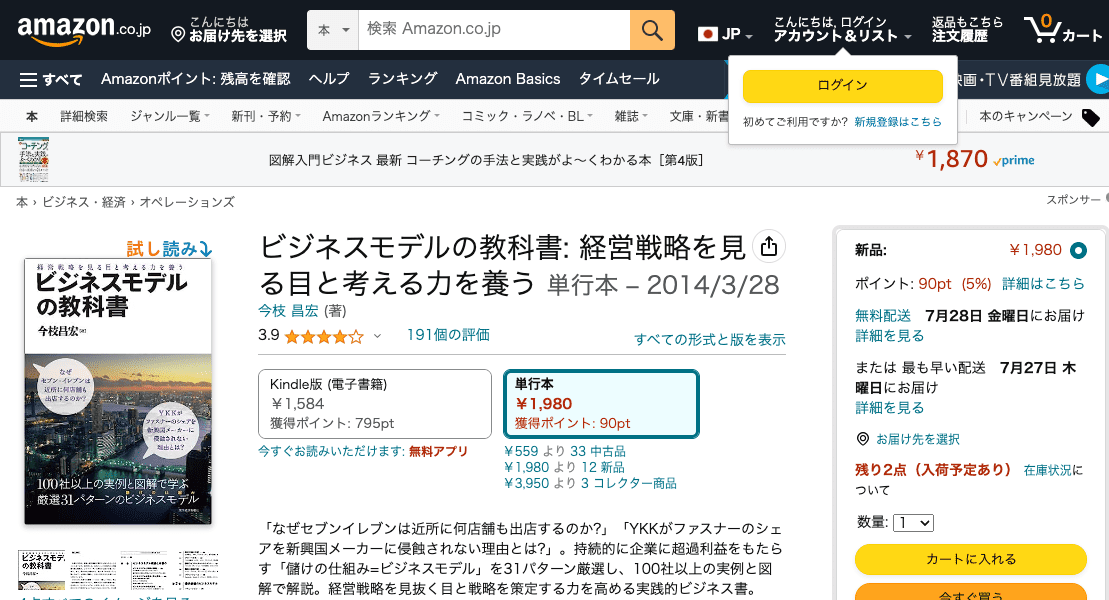 amazon.co.jp
こんにちは
お届け先を選択
本
検索 Amazon.co.jp
JP
こんにちは, ログイン
アカウント＆リスト
返品もこちら
注文履歴
0
カート
すべて
Amazonポイント: 残高を確認
ヘルプ
ランキング
Amazon Basics
タイムセール
画・TV番組見放題
ログイン
初めてご利用ですか? 新規登録はこちら
本
詳細検索
ジャンル一覧
新刊・予約
Amazonランキング
コミック・ラノベ・BL
雑誌
文庫・新書
本のキャンペーン
コーチング
図解入門ビジネス 最新 コーチングの手法と実践がよ～くわかる本［第4版］
￥1,870 prime
本 › ビジネス・経済 › オペレーションズ
スポンサー
試し読み
経営戦略を見る目と考える力を養う
ビジネスモデル
の教科書
今枝昌宏[著]
なぜ
セブン-イレブンは
近所に何店舗も
出店するのか?
YKKが
ファスナーのシェアを
新興国メーカーに
侵蝕されない
理由とは?
100社以上の実例と図解で学ぶ
厳選31パターンのビジネスモデル
ビジネスモデルの教科書: 経営戦略を見
る目と考える力を養う 単行本 – 2014/3/28
今枝 昌宏 (著)
3.9
191個の評価
すべての形式と版を表示
Kindle版 (電子書籍)
￥1,584
獲得ポイント: 795pt
単行本
￥1,980
獲得ポイント: 90pt
今すぐお読みいただけます: 無料アプリ
￥559 より 33 中古品
￥1,980 より 12 新品
￥3,950 より 3 コレクター商品
「なぜセブンイレブンは近所に何店舗も出店するのか?」「YKKがファスナーのシェ
アを新興国メーカーに侵蝕されない理由とは?」。持続的に企業に超過利益をもたら
す「儲けの仕組み=ビジネスモデル」を31パターン厳選し、100社以上の実例と図
解で解説。経営戦略を見抜く目と戦略を策定する力を高める実践的ビジネス書。
新品:
￥1,980
ポイント: 90pt (5%) 詳細はこちら
無料配送 7月28日 金曜日にお届け
詳細を見る
または 最も早い配送 7月27日 木
曜日にお届け
詳細を見る
お届け先を選択
残り2点（入荷予定あり） 在庫状況に
ついて
数量: 1
カートに入れる
今すぐ買う